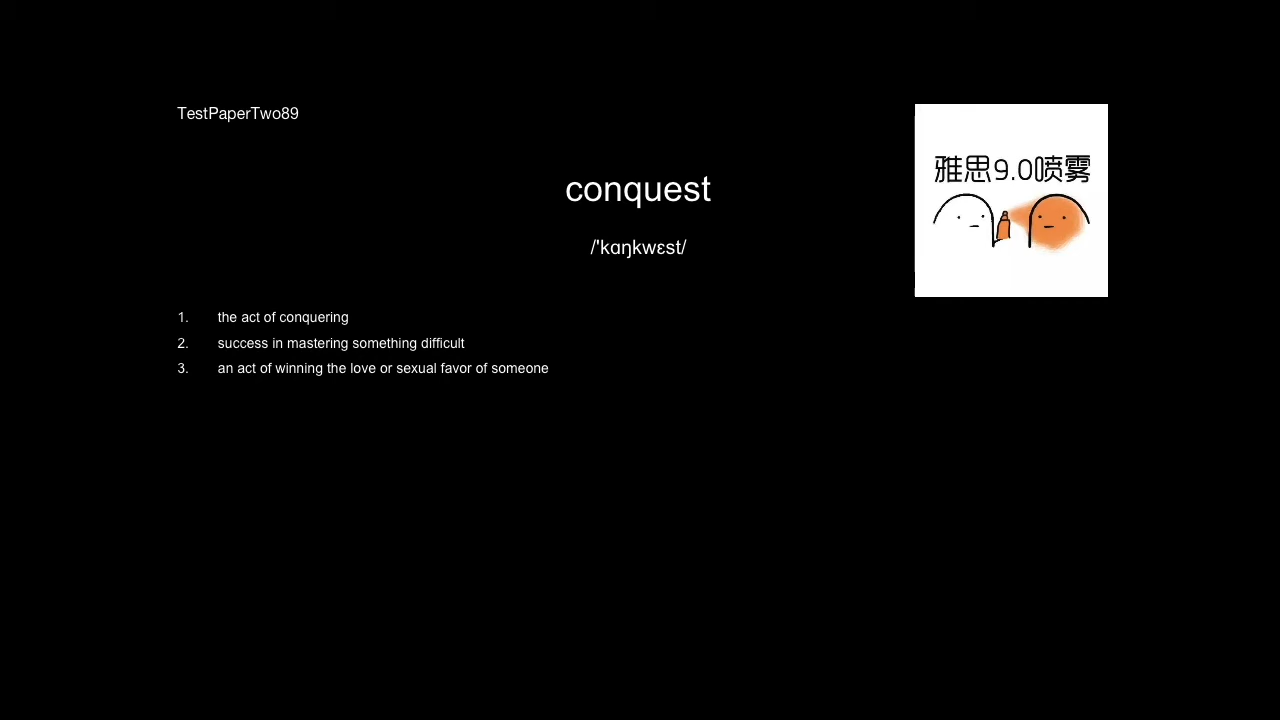 TestPaperTwo89
雅思9.0喷雾
conquest
/'kɑŋkwɛst/
1. the act of conquering
2. success in mastering something difficult
3. an act of winning the love or sexual favor of someone